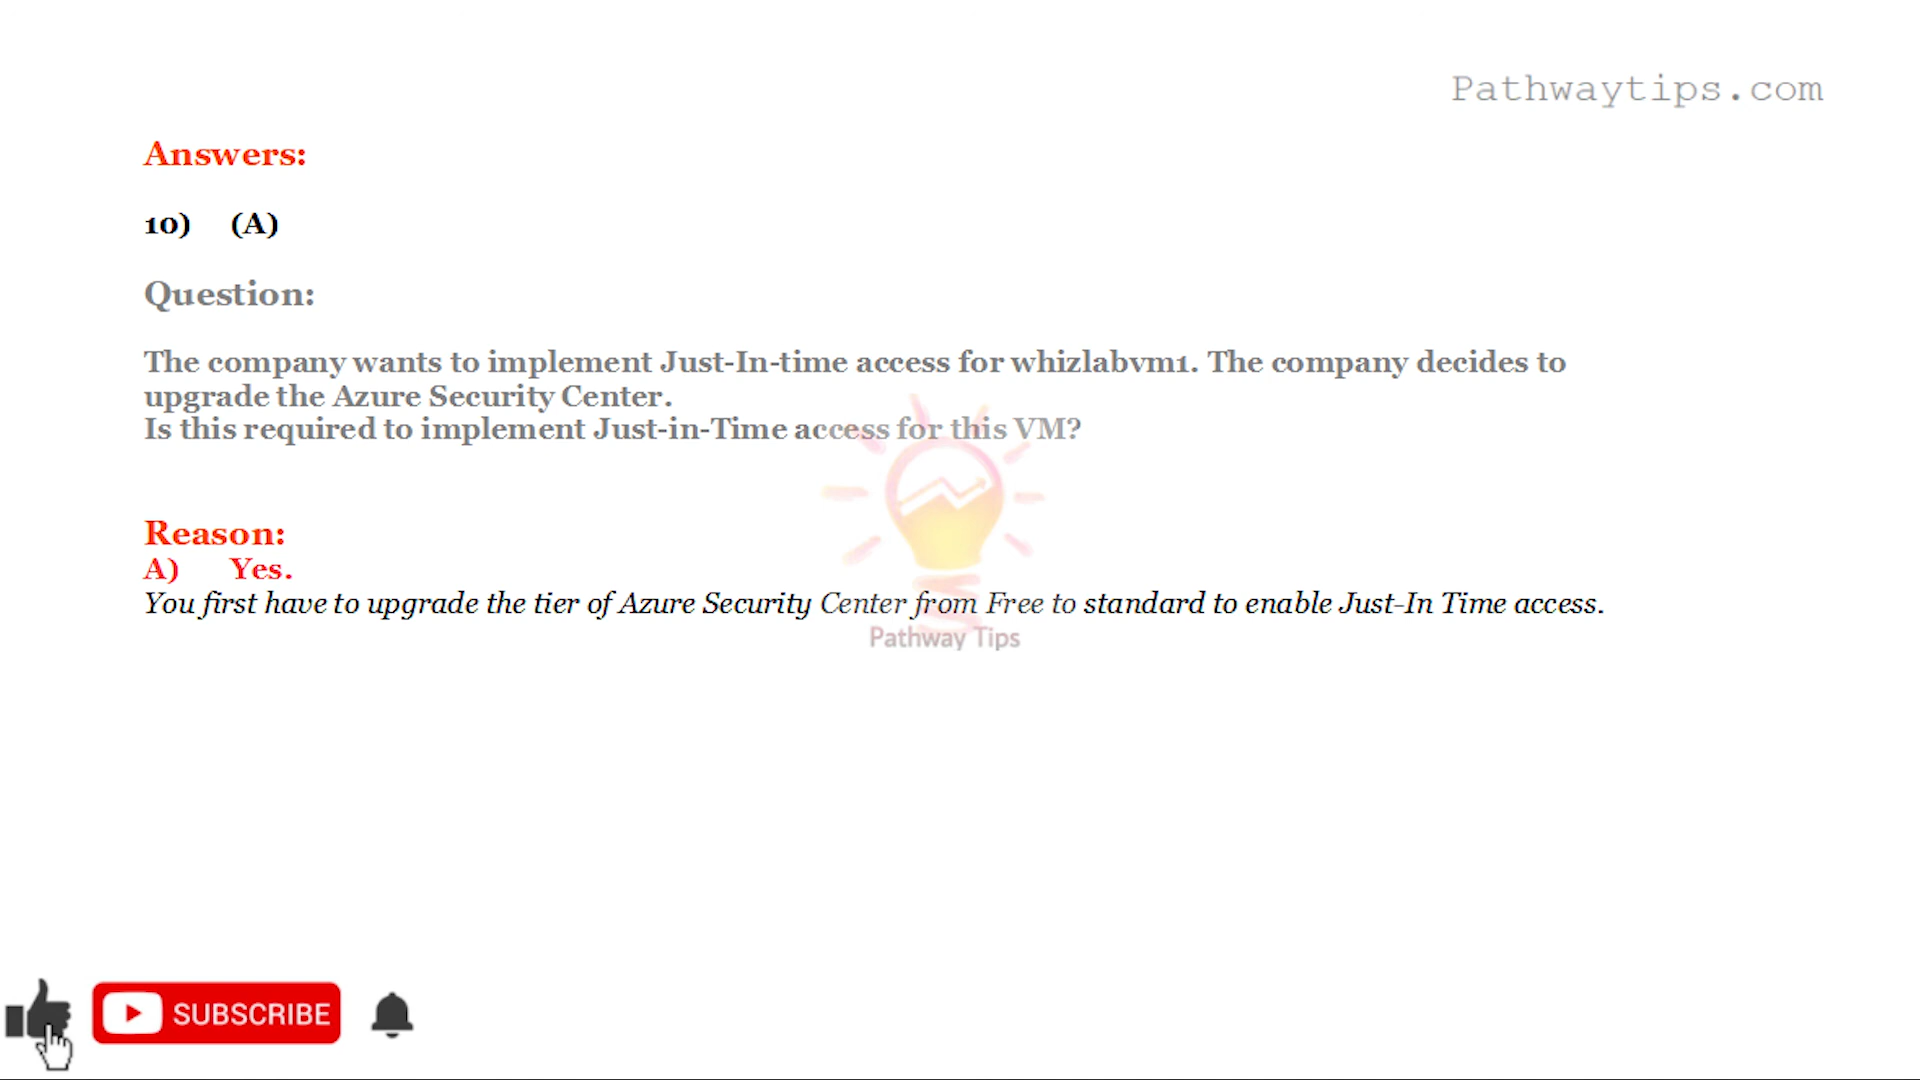 Pathwaytips.com
Answers:
10) (A)
Question:
The company wants to implement Just-In-time access for whizlabvm1. The company decides to
upgrade the Azure Security Center.
Is this required to implement Just-in-Time access for this VM?
Reason:
A) Yes.
You first have to upgrade the tier of Azure Security Center from Free to standard to enable Just-In Time access.
Pathway Tips
SUBSCRIBE